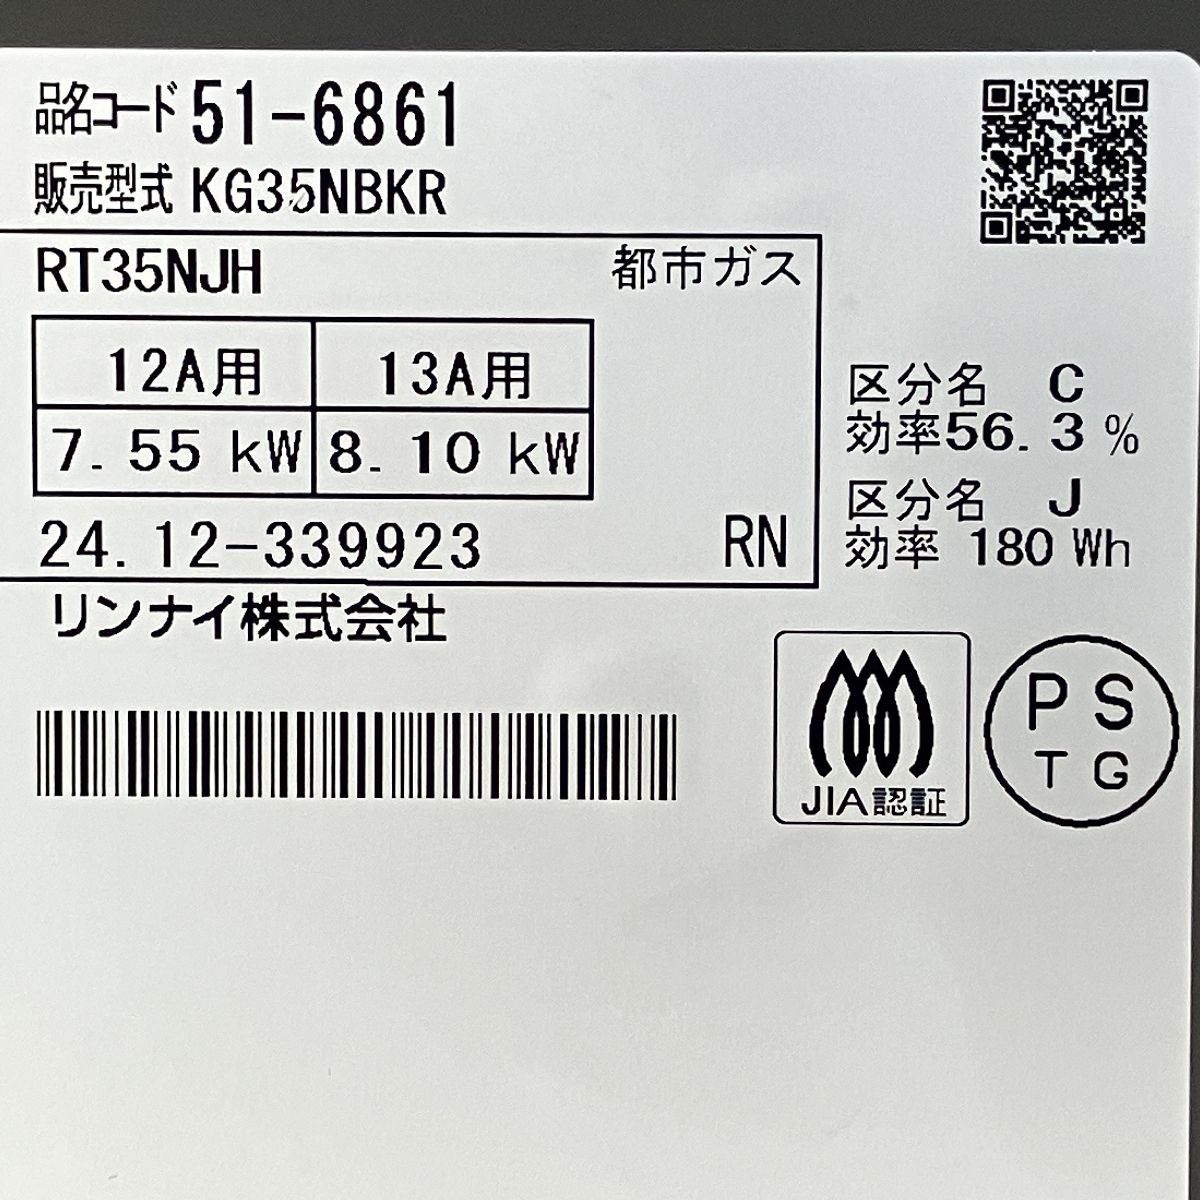 品名コード 51-6861
販売型式 KG35NBKR
RT35NJH 都市ガス
12A用 13A用
7.55 kW 8.10 kW
24.12-339923 RN
リンナイ株式会社
区分名 C
効率56.3 %
区分名 J
効率 180 Wh
JIA認証
PS
TG